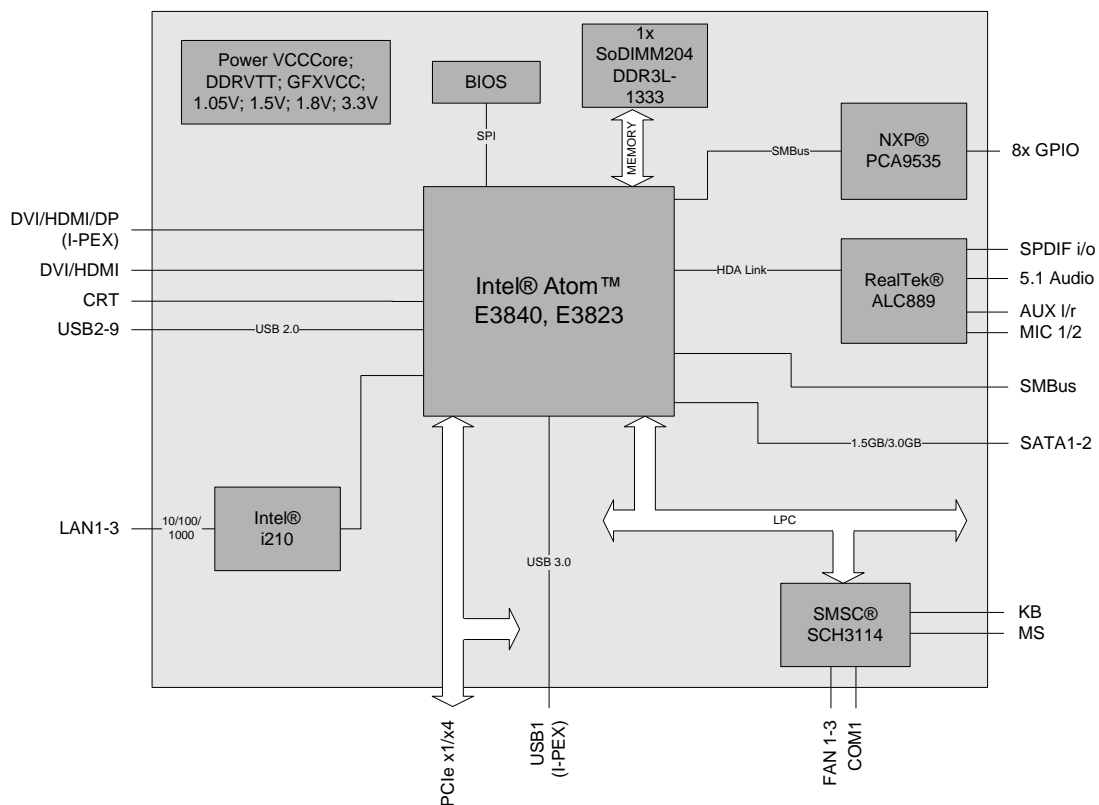 Power VCCCore;
DDRVTT; GFXVCC;
1.05V; 1.5V; 1.8V; 3.3V
BIOS
1x
SoDIMM204
DDR3L-
1333
SPI
MEMORY
SMBus
NXP®
PCA9535
8x GPIO
DVI/HDMI/DP
(I-PEX)
DVI/HDMI
CRT
USB2-9
USB 2.0
Intel® Atom™
E3840, E3823
HDA Link
RealTek®
ALC889
SPDIF i/o
5.1 Audio
AUX l/r
MIC 1/2
SMBus
1.5GB/3.0GB
SATA1-2
LAN1-3
10/100/
1000
Intel®
i210
LPC
USB 3.0
SMSC®
SCH3114
KB
MS
PCIe x1/x4
USB1
(I-PEX)
FAN 1-3
COM1